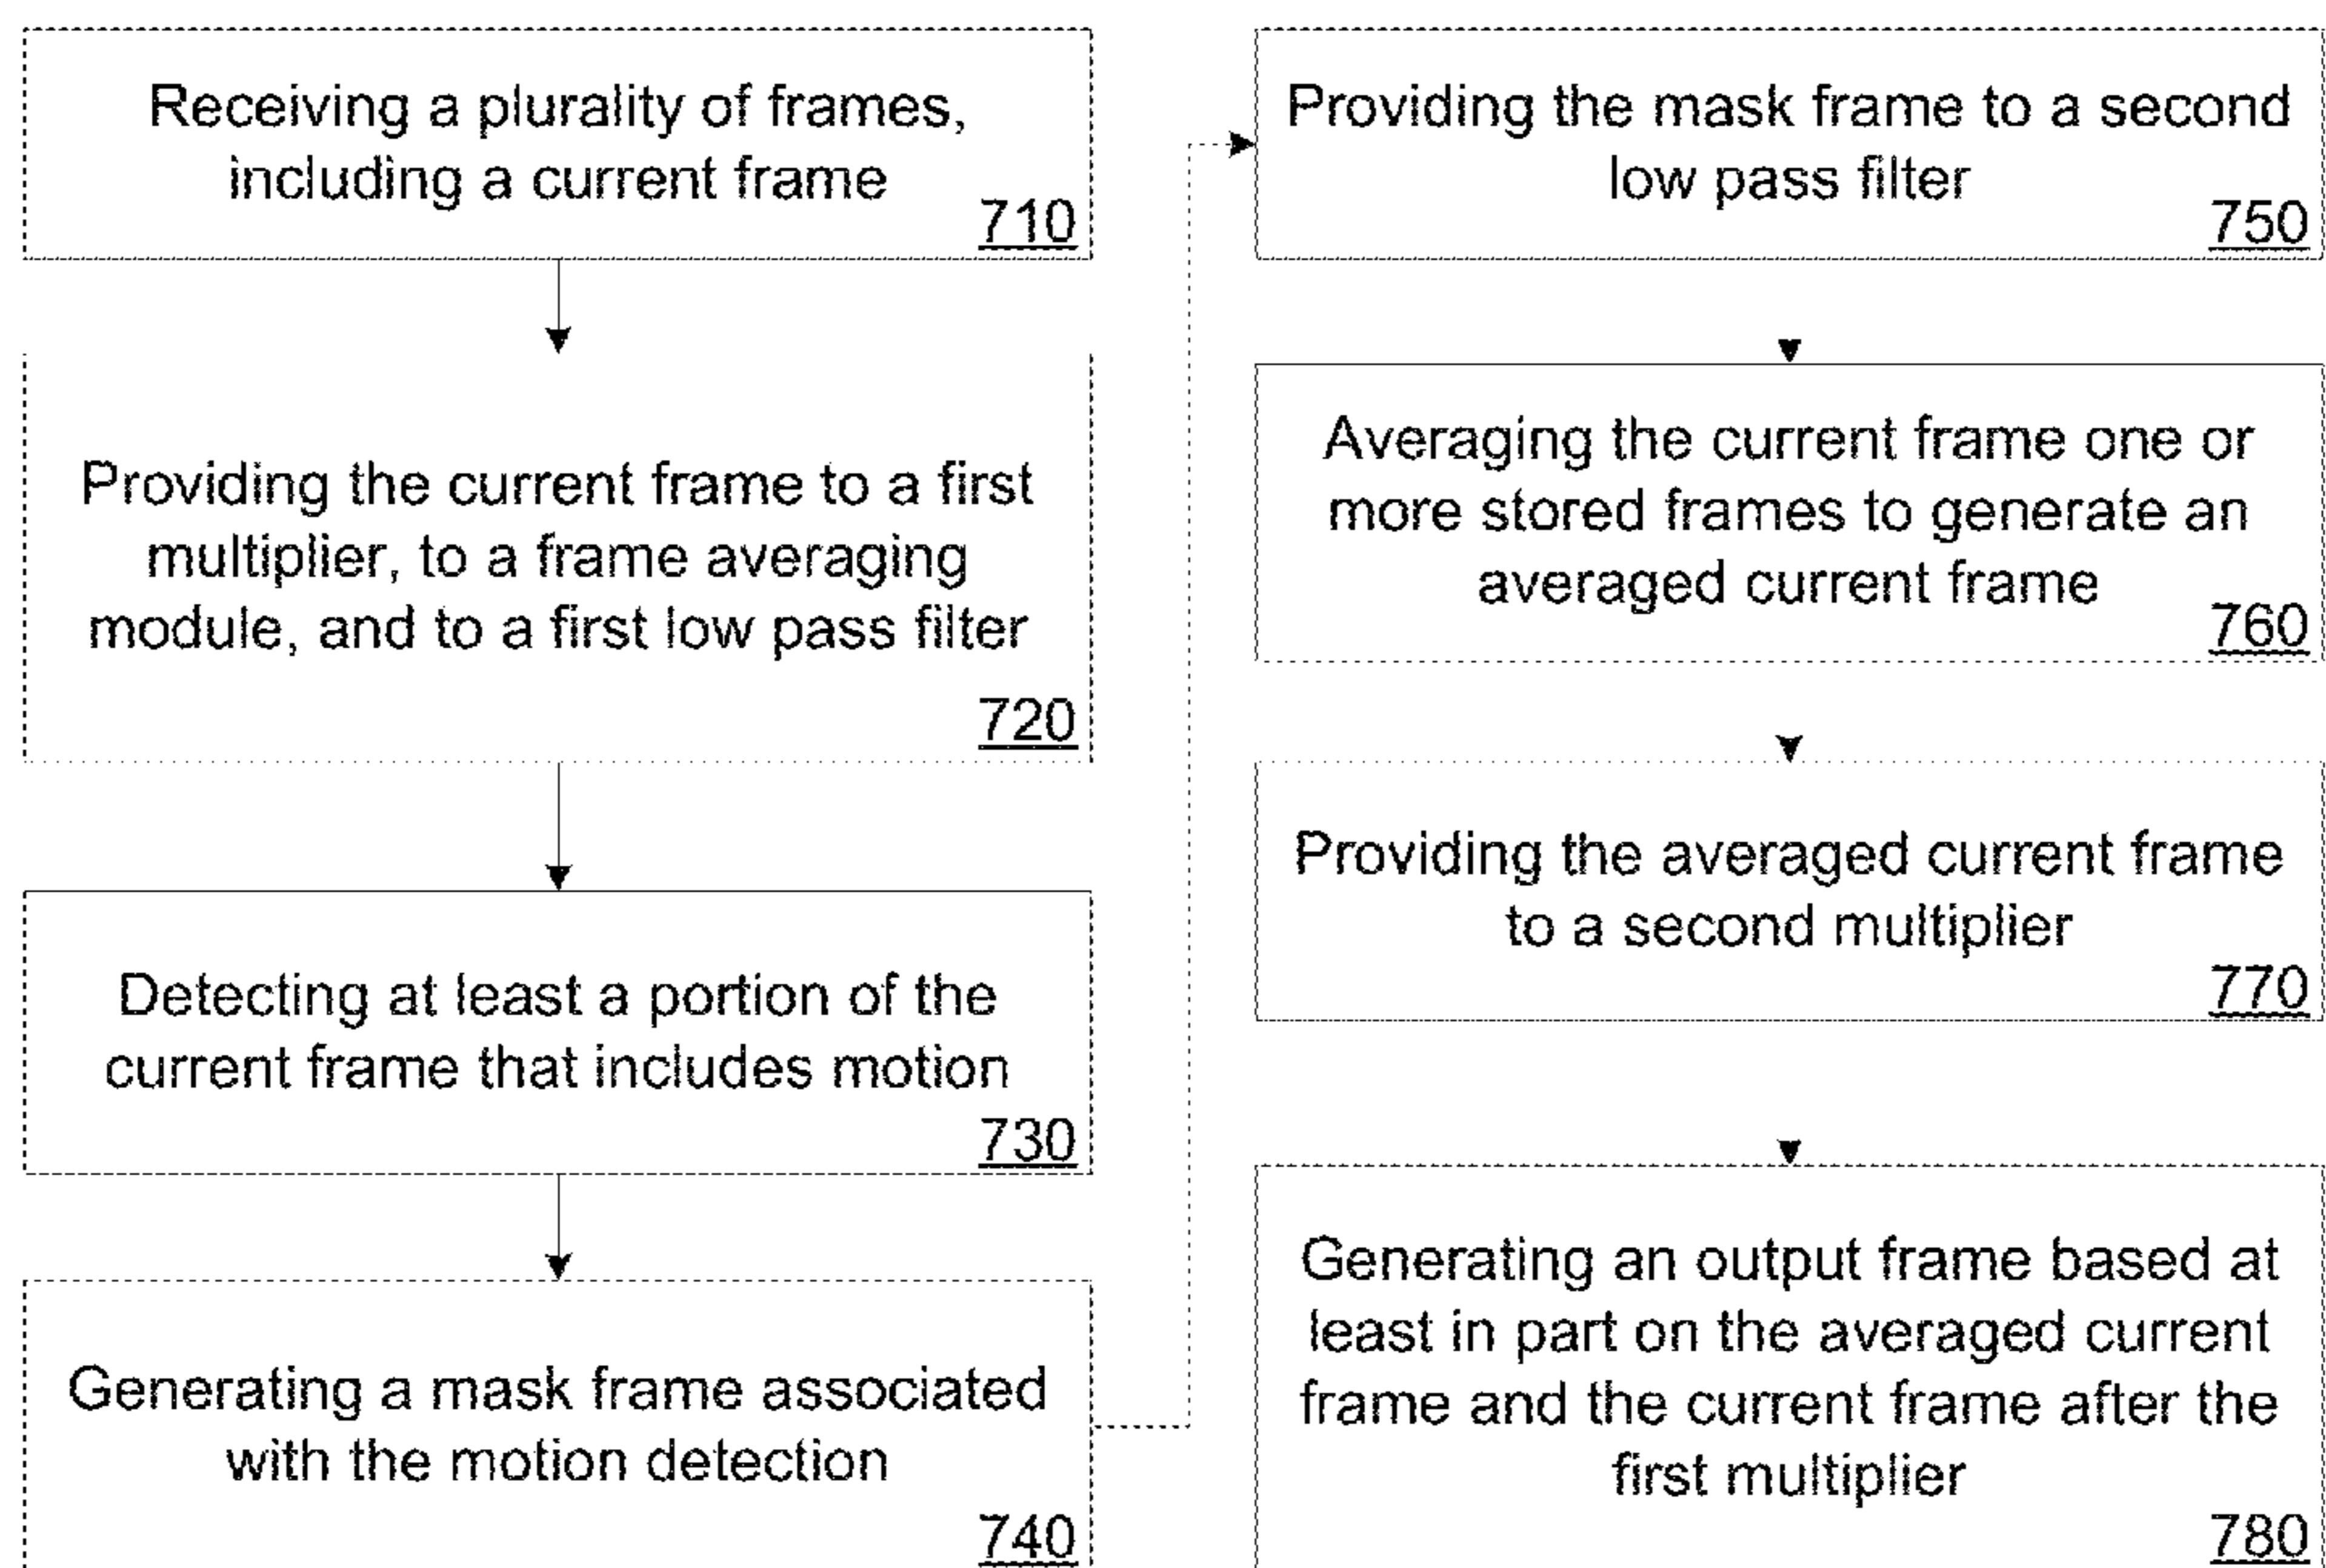 Receiving a plurality of frames,
including a current frame
710
Providing the current frame to a first
multiplier, to a frame averaging
module, and to a first low pass filter
720
Detecting at least a portion of the
current frame that includes motion
730
Generating a mask frame associated
with the motion detection
740
Providing the mask frame to a second
low pass filter
750
Averaging the current frame one or
more stored frames to generate an
averaged current frame
760
Providing the averaged current frame
to a second multiplier
770
Generating an output frame based at
least in part on the averaged current
frame and the current frame after the
first multiplier
780